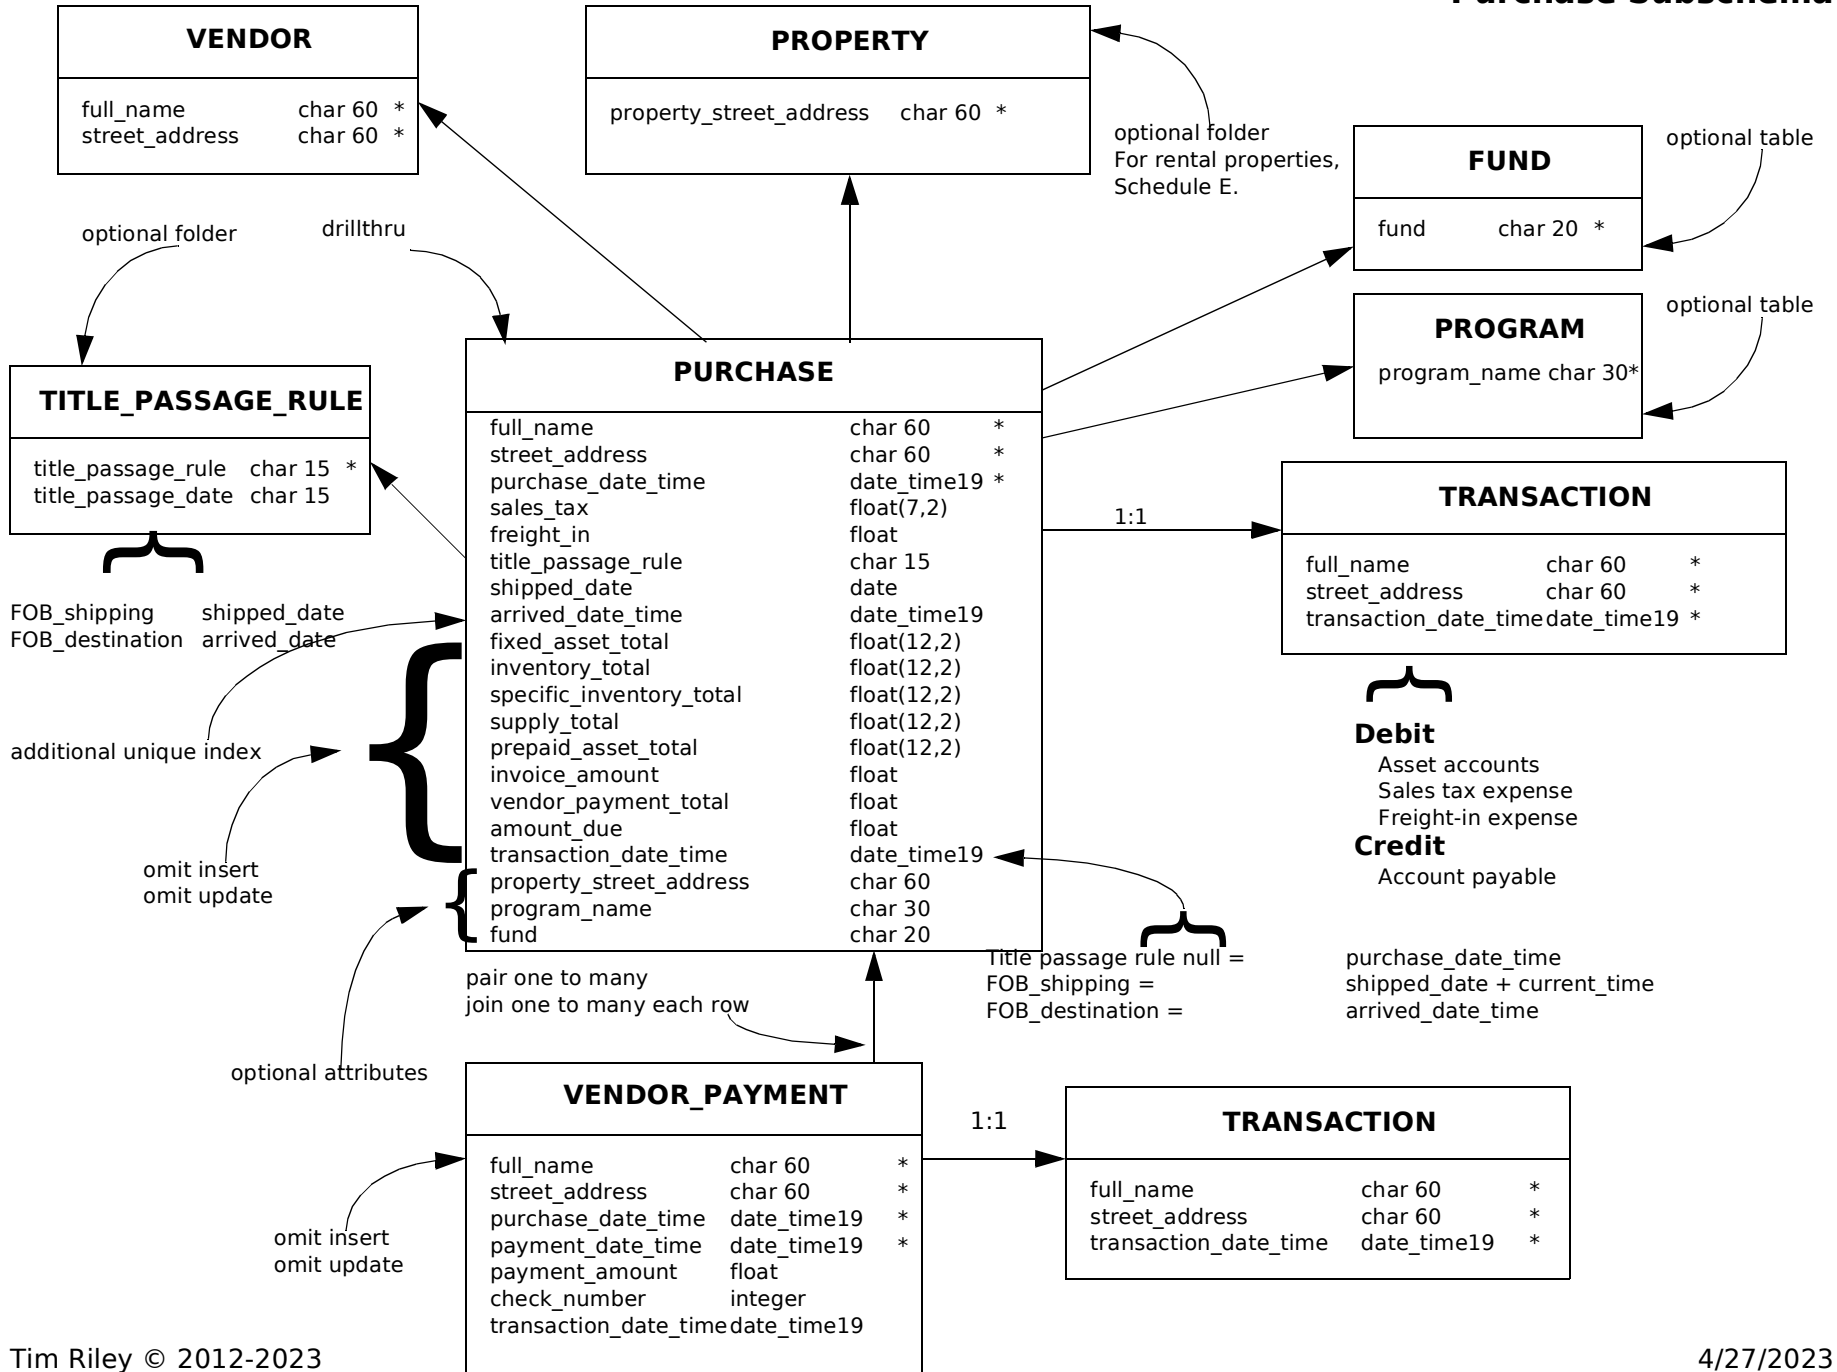 Purchase Subschema
VENDOR
full_name char 60 *
street_address char 60 *
PROPERTY
property_street_address char 60 *
optional folder
For rental properties,
Schedule E.
FUND
fund char 20 *
optional table
PROGRAM
program_name char 30*
optional table
optional folder
drillthru
TITLE_PASSAGE_RULE
title_passage_rule char 15 *
title_passage_date char 15
FOB_shipping shipped_date
FOB_destination arrived_date
additional unique index
omit insert
omit update
optional attributes
PURCHASE
full_name char 60 *
street_address char 60 *
purchase_date_time date_time19 *
sales_tax float(7,2)
freight_in float
title_passage_rule char 15
shipped_date date
arrived_date_time date_time19
fixed_asset_total float(12,2)
inventory_total float(12,2)
specific_inventory_total float(12,2)
supply_total float(12,2)
prepaid_asset_total float(12,2)
invoice_amount float
vendor_payment_total float
amount_due float
transaction_date_time date_time19
property_street_address char 60
program_name char 30
fund char 20
1:1
TRANSACTION
full_name char 60 *
street_address char 60 *
transaction_date_time date_time19 *
Debit
Asset accounts
Sales tax expense
Freight-in expense
Credit
Account payable
Title passage rule null = purchase_date_time
FOB_shipping = shipped_date + current_time
FOB_destination = arrived_date_time
pair one to many
join one to many each row
VENDOR_PAYMENT
full_name char 60 *
street_address char 60 *
purchase_date_time date_time19 *
payment_date_time date_time19 *
payment_amount float
check_number integer
transaction_date_time date_time19
omit insert
omit update
1:1
TRANSACTION
full_name char 60 *
street_address char 60 *
transaction_date_time date_time19 *
Tim Riley © 2012-2023
4/27/2023